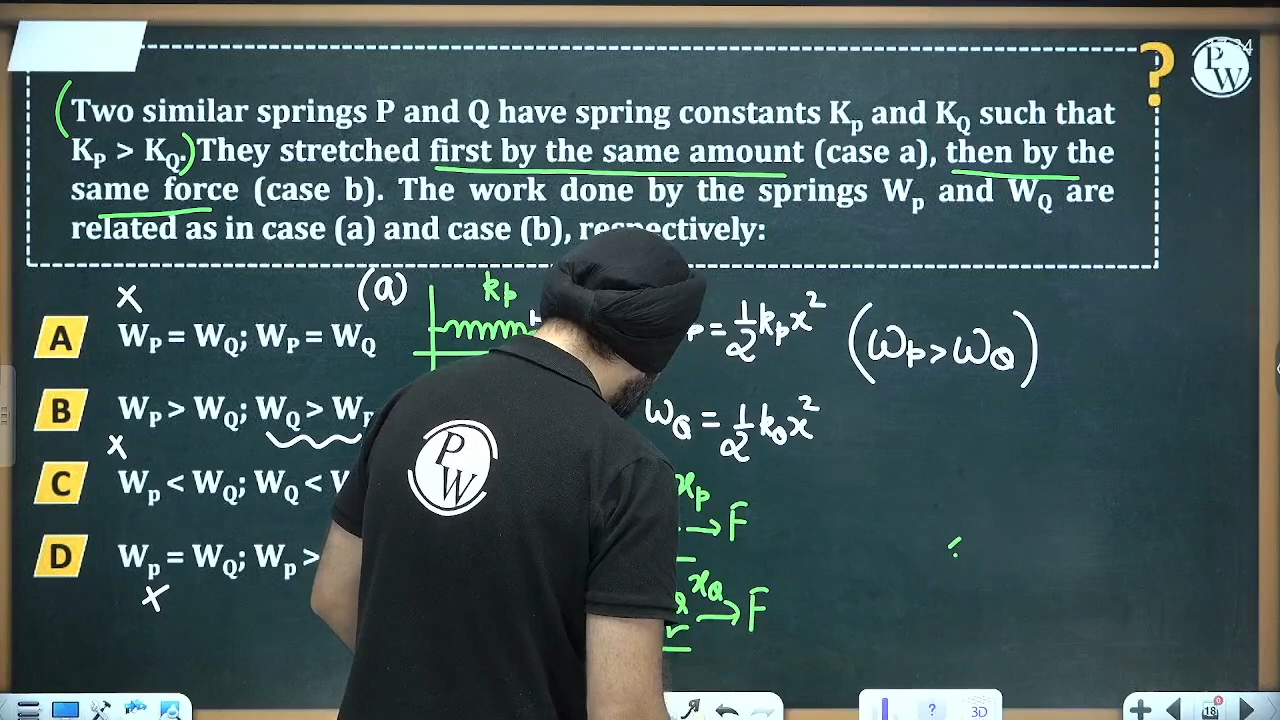 Two similar springs P and Q have spring constants Kp and KQ such that
KP > KQ. They stretched first by the same amount (case a), then by the
same force (case b). The work done by the springs Wp and WQ are
related as in case (a) and case (b), respectively:
?
P
W
(a)
kp
A
WP = WQ; WP = WQ
P = 1/2 kp x²
(Wp > WQ)
B
WP > WQ; WQ > W
WQ = 1/2 kQ x²
P
W
C
Wp < WQ; WQ < W
xp
F
D
Wp = WQ; Wp >
xQ
F
?
3D
18